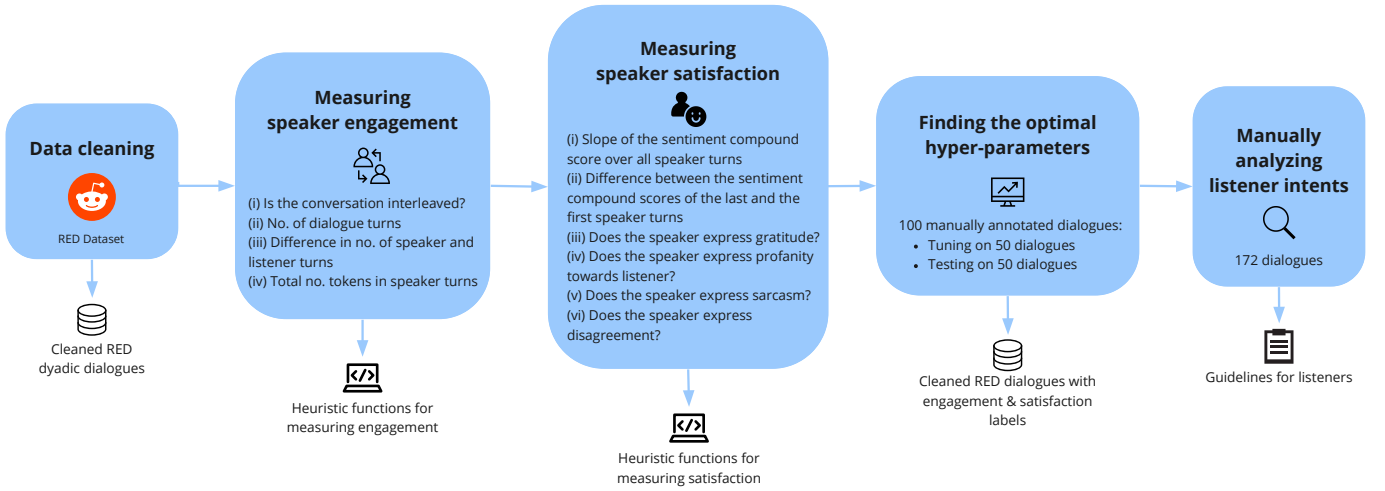 Data cleaning
RED Dataset
Cleaned RED
dyadic dialogues
Measuring
speaker engagement
(i) Is the conversation interleaved?
(ii) No. of dialogue turns
(iii) Difference in no. of speaker and
listener turns
(iv) Total no. tokens in speaker turns
Heuristic functions for
measuring engagement
Measuring
speaker satisfaction
(i) Slope of the sentiment compound
score over all speaker turns
(ii) Difference between the sentiment
compound scores of the last and the
first speaker turns
(iii) Does the speaker express gratitude?
(iv) Does the speaker express profanity
towards listener?
(v) Does the speaker express sarcasm?
(vi) Does the speaker express
disagreement?
Heuristic functions for
measuring satisfaction
Finding the optimal
hyper-parameters
100 manually annotated dialogues:
• Tuning on 50 dialogues
• Testing on 50 dialogues
Cleaned RED dialogues with
engagement & satisfaction
labels
Manually
analyzing
listener intents
172 dialogues
Guidelines for listeners